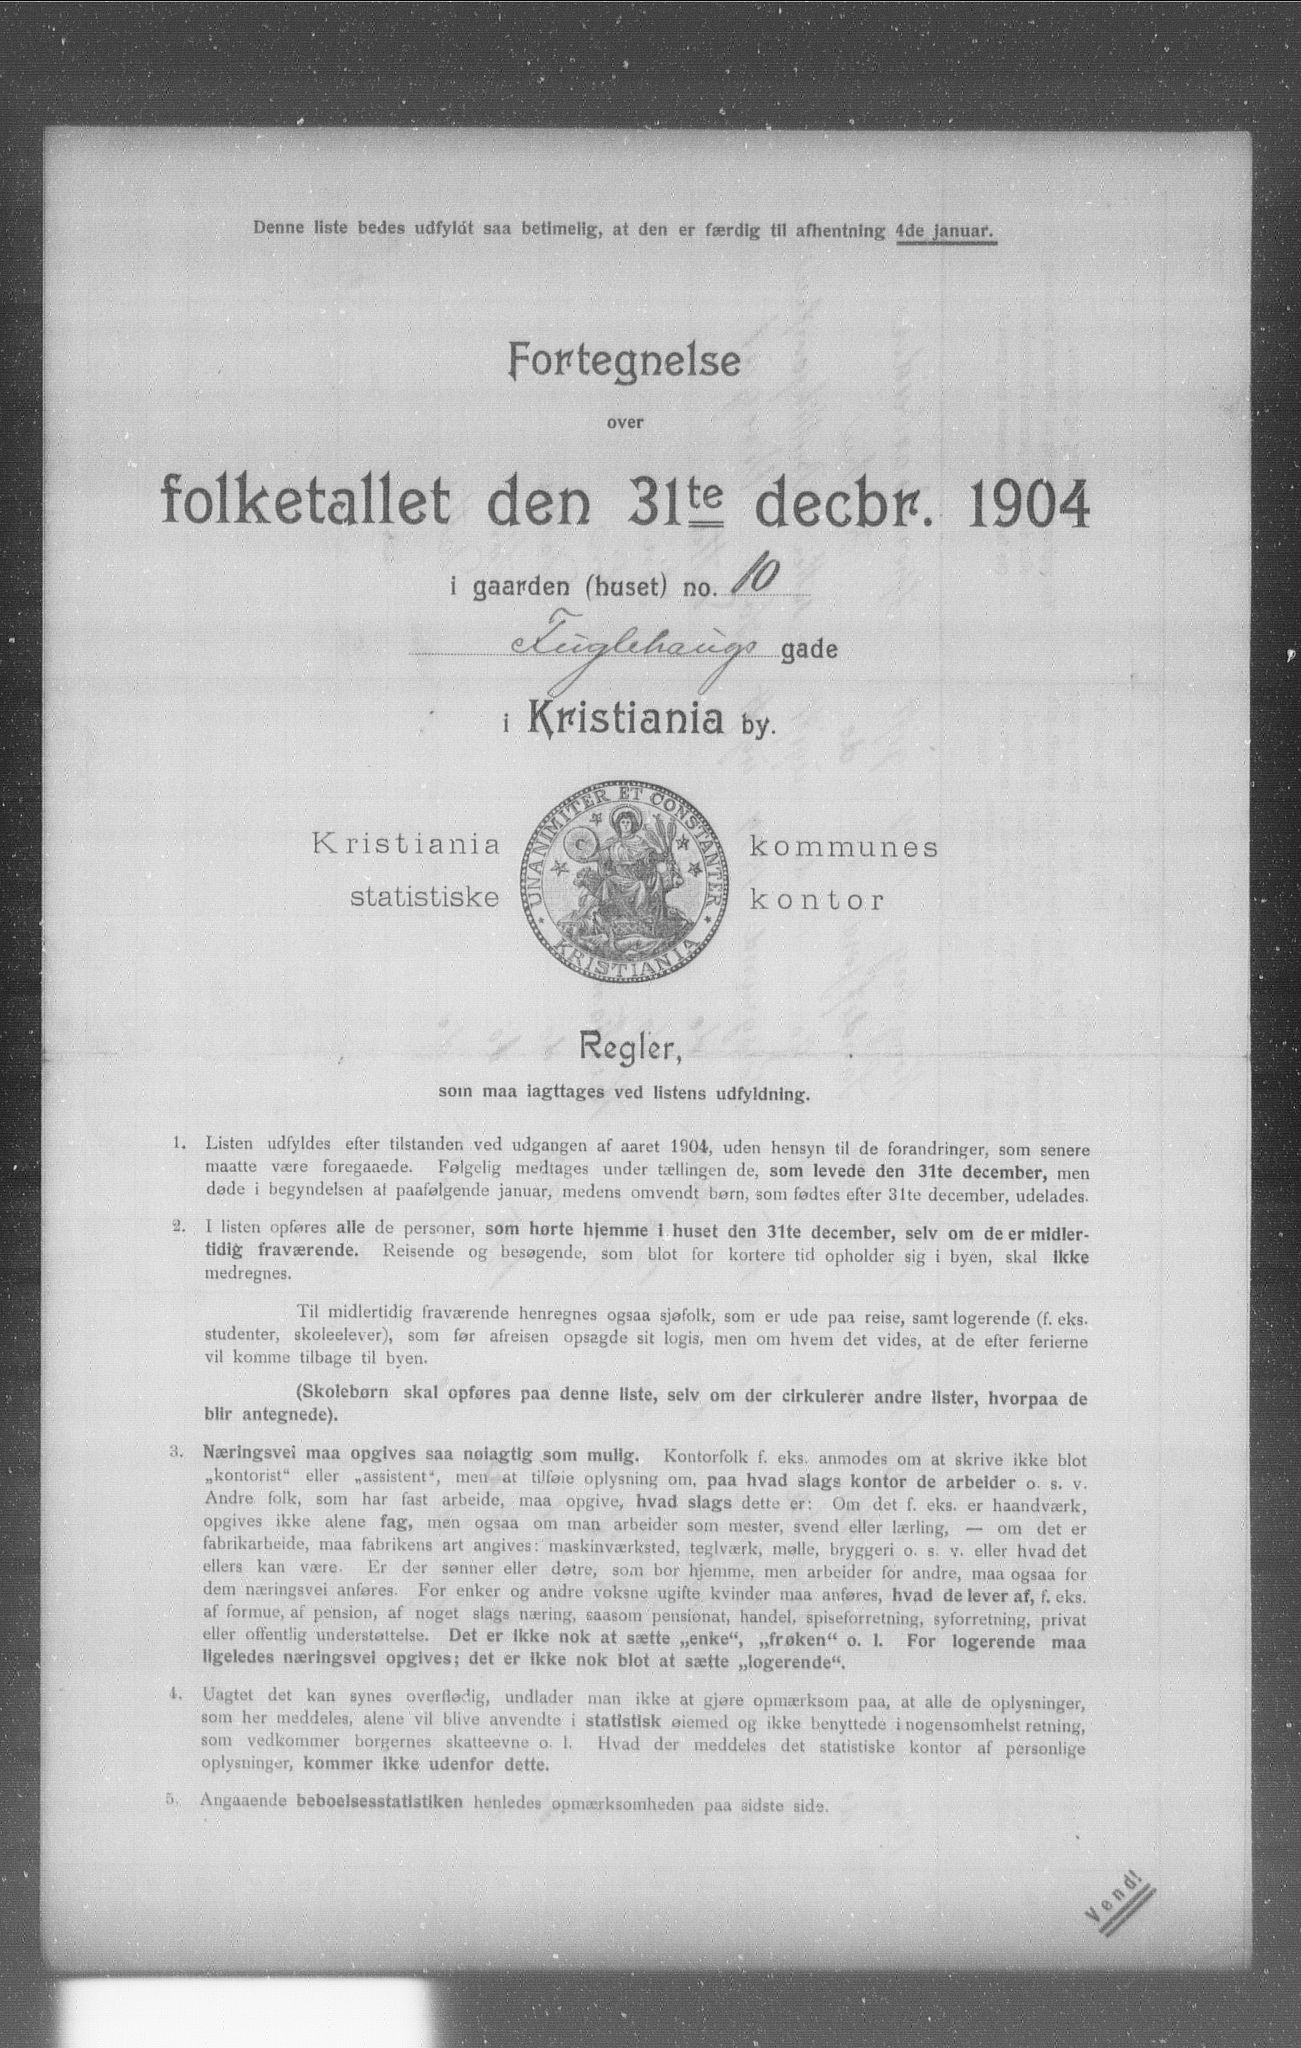 Denne liste bedes udfyldt saa betimelig, at den er færdig til afhentning 4de januar.
Fortegnelse
over
folketallet den 31te decbr. 1904
i gaarden (huset) no. 10
Fuglehaugs gade
i Kristiania by.
Kristiania kommunes
statistiske kontor
UNANIMITER ET CONSTANTER
KRISTIANIA
Regler,
som maa iagttages ved listens udfyldning.
1. Listen udfyldes efter tilstanden ved udgangen af aaret 1904, uden hensyn til de forandringer, som senere
maatte være foregaaede. Følgelig medtages under tællingen de, som levede den 31te december, men
døde i begyndelsen af paafølgende januar, medens omvendt børn, som fødtes efter 31te december, udelades.
2. I listen opføres alle de personer, som hørte hjemme i huset den 31te december, selv om de er midler-
tidig fraværende. Reisende og besøgende, som blot for kortere tid opholder sig i byen, skal ikke
medregnes.
Til midlertidig fraværende henregnes ogsaa sjøfolk, som er ude paa reise, samt logerende (f. eks.
studenter, skoleelever), som før afreisen opsagde sit logis, men om hvem det vides, at de efter ferierne
vil komme tilbage til byen.
(Skolebørn skal opføres paa denne liste, selv om der cirkulerer andre lister, hvorpaa de
blir antegnede).
3. Næringsvei maa opgives saa nøiagtig som mulig. Kontorfolk f. eks. anmodes om at skrive ikke blot
„kontorist“ eller „assistent“, men at tilføie oplysning om, paa hvad slags kontor de arbeider o. s. v.
Andre folk, som har fast arbeide, maa opgive, hvad slags dette er: Om det f. eks. er haandværk,
opgives ikke alene fag, men ogsaa om man arbeider som mester, svend eller lærling, — om det er
fabrikarbeide, maa fabrikens art angives: maskinværksted, teglværk, mølle, bryggeri o. s. v. eller hvad det
ellers kan være. Er der sønner eller døtre, som bor hjemme, men arbeider for andre, maa ogsaa for
dem næringsvei anføres. For enker og andre voksne ugifte kvinder maa anføres, hvad de lever af, f. eks.
af formue, af pension, af noget slags næring, saasom pensionat, handel, spiseforretning, syforretning, privat
eller offentlig understøttelse. Det er ikke nok at sætte „enke“, „frøken“ o. l. For logerende maa
ligeledes næringsvei opgives; det er ikke nok blot at sætte „logerende“.
4. Uagtet det kan synes overflødig, undlader man ikke at gjøre opmærksom paa, at alle de oplysninger,
som her meddeles, alene vil blive anvendte i statistisk øiemed og ikke benyttede i nogensomhelst retning,
som vedkommer borgernes skatteevne o. l. Hvad der meddeles det statistiske kontor af personlige
oplysninger, kommer ikke udenfor dette.
5. Angaaende beboelsesstatistiken henledes opmærksomheden paa sidste side.
Vend!